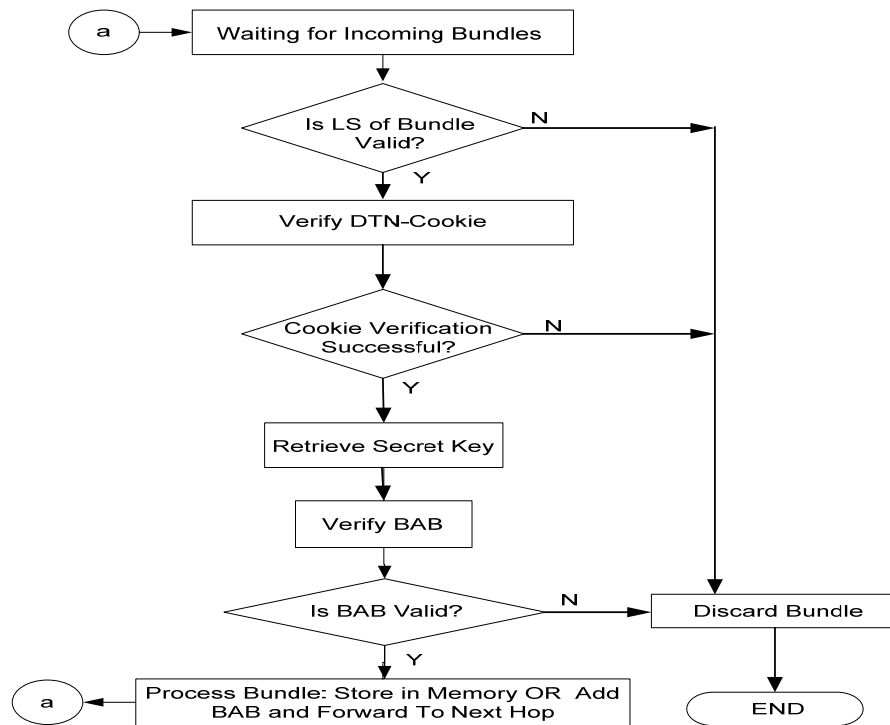 a
Waiting for Incoming Bundles
Is LS of Bundle
Valid?
N
Y
Verify DTN-Cookie
Cookie Verification
Successful?
N
Y
Retrieve Secret Key
Verify BAB
Is BAB Valid?
N
Discard Bundle
Y
a
Process Bundle: Store in Memory OR Add
BAB and Forward To Next Hop
END